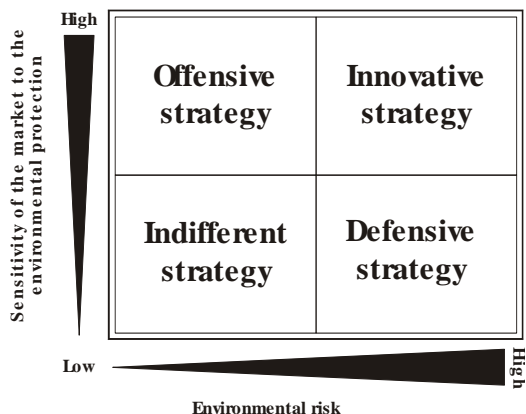 High
Sensitivity of the market to the
environmental protection
Offensive
strategy
Innovative
strategy
Indifferent
strategy
Defensive
strategy
Low
High
Environmental risk